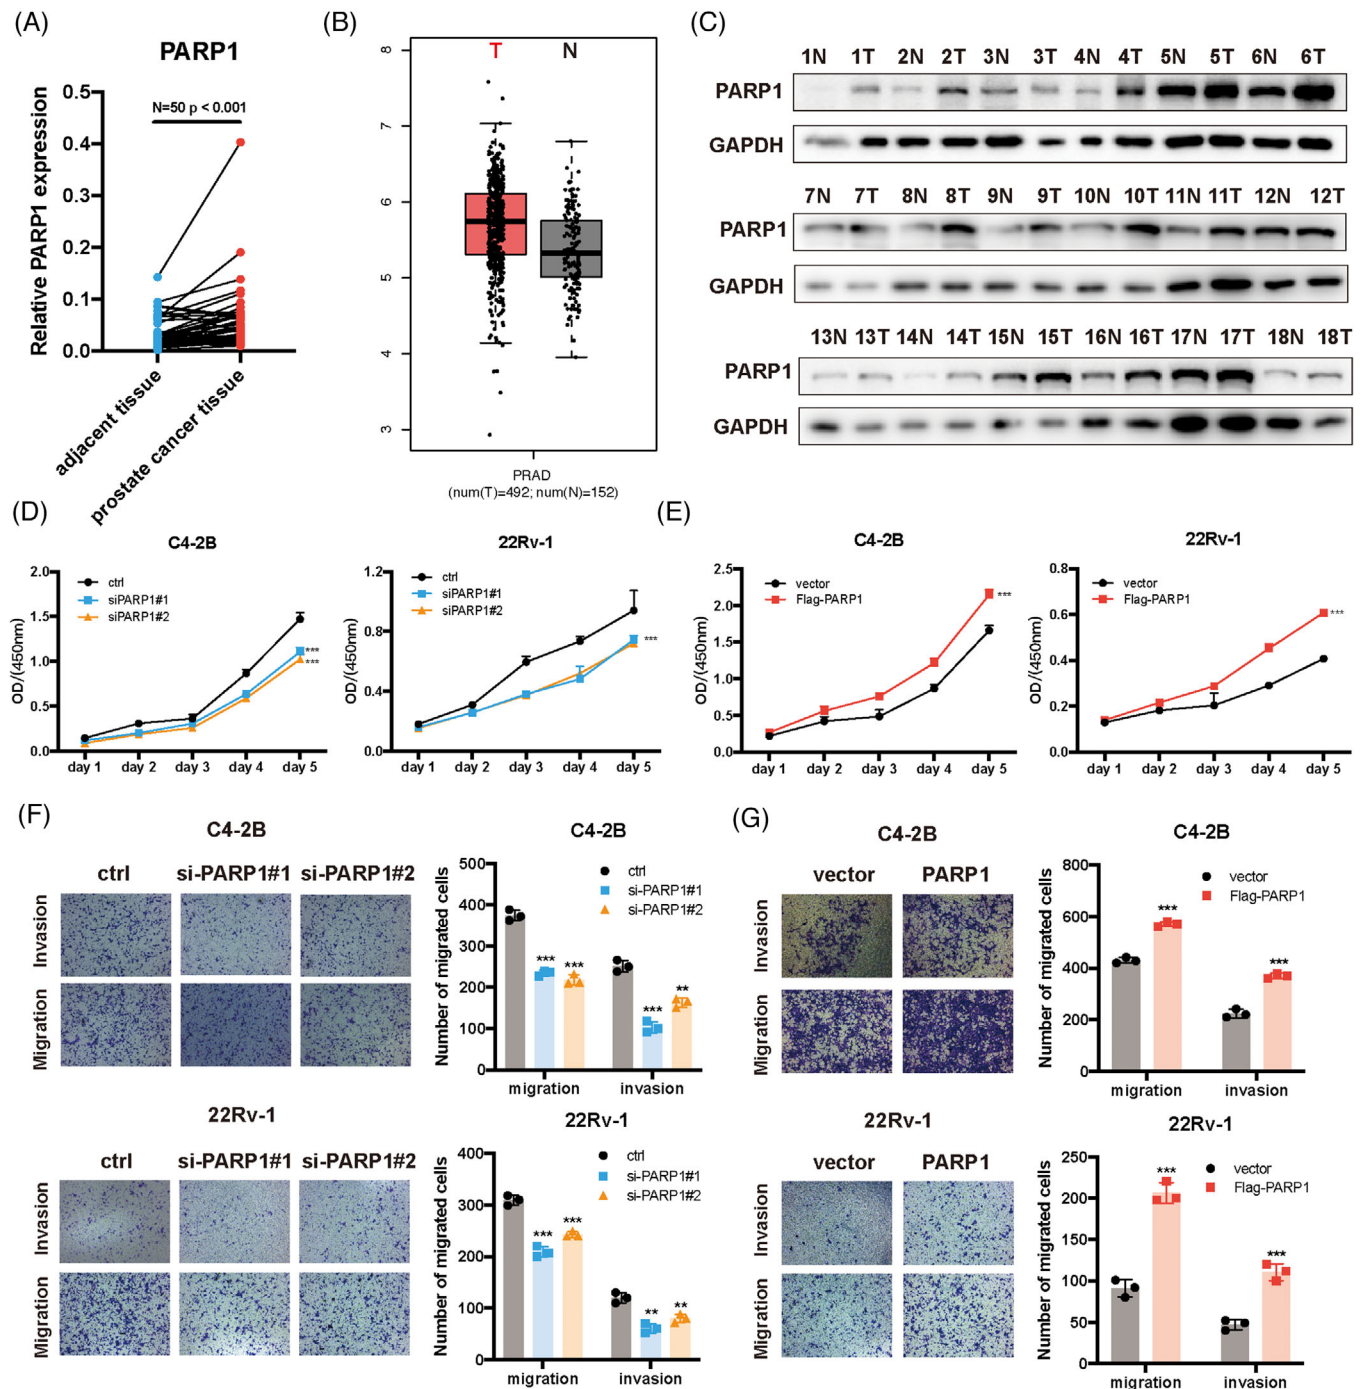 (A)
PARP1
Relative PARP1 expression
0.5
0.4
0.3
0.2
0.1
0.0
N=50 p < 0.001
adjacent tissue
prostate cancer tissue
(B)
T N
8
7
6
5
4
3
PRAD
(num(T)=492; num(N)=152)
(C)
1N 1T 2N 2T 3N 3T 4N 4T 5N 5T 6N 6T
PARP1
GAPDH
7N 7T 8N 8T 9N 9T 10N 10T 11N 11T 12N 12T
PARP1
GAPDH
13N 13T 14N 14T 15N 15T 16N 16T 17N 17T 18N 18T
PARP1
GAPDH
(D)
C4-2B
OD/(450nm)
2.0
1.5
1.0
0.5
0.0
ctrl
siPARP1#1
siPARP1#2
***
***
day 1 day 2 day 3 day 4 day 5
22Rv-1
OD/(450nm)
1.2
0.8
0.4
0.0
ctrl
siPARP1#1
siPARP1#2
***
day 1 day 2 day 3 day 4 day 5
(E)
C4-2B
OD/(450nm)
2.5
2.0
1.5
1.0
0.5
0.0
vector
Flag-PARP1
***
day 1 day 2 day 3 day 4 day 5
22Rv-1
OD/(450nm)
0.8
0.6
0.4
0.2
0.0
vector
Flag-PARP1
***
day 1 day 2 day 3 day 4 day 5
(F)
C4-2B
ctrl si-PARP1#1 si-PARP1#2
Invasion
Migration
C4-2B
Number of migrated cells
500
400
300
200
100
0
ctrl
si-PARP1#1
si-PARP1#2
*** *** *** **
migration invasion
22Rv-1
ctrl si-PARP1#1 si-PARP1#2
Invasion
Migration
22Rv-1
Number of migrated cells
400
300
200
100
0
ctrl
si-PARP1#1
si-PARP1#2
*** *** ** **
migration invasion
(G)
C4-2B
vector PARP1
Invasion
Migration
C4-2B
Number of migrated cells
800
600
400
200
0
vector
Flag-PARP1
*** ***
migration invasion
22Rv-1
vector PARP1
Invasion
Migration
22Rv-1
Number of migrated cells
250
200
150
100
50
0
vector
Flag-PARP1
*** ***
migration invasion